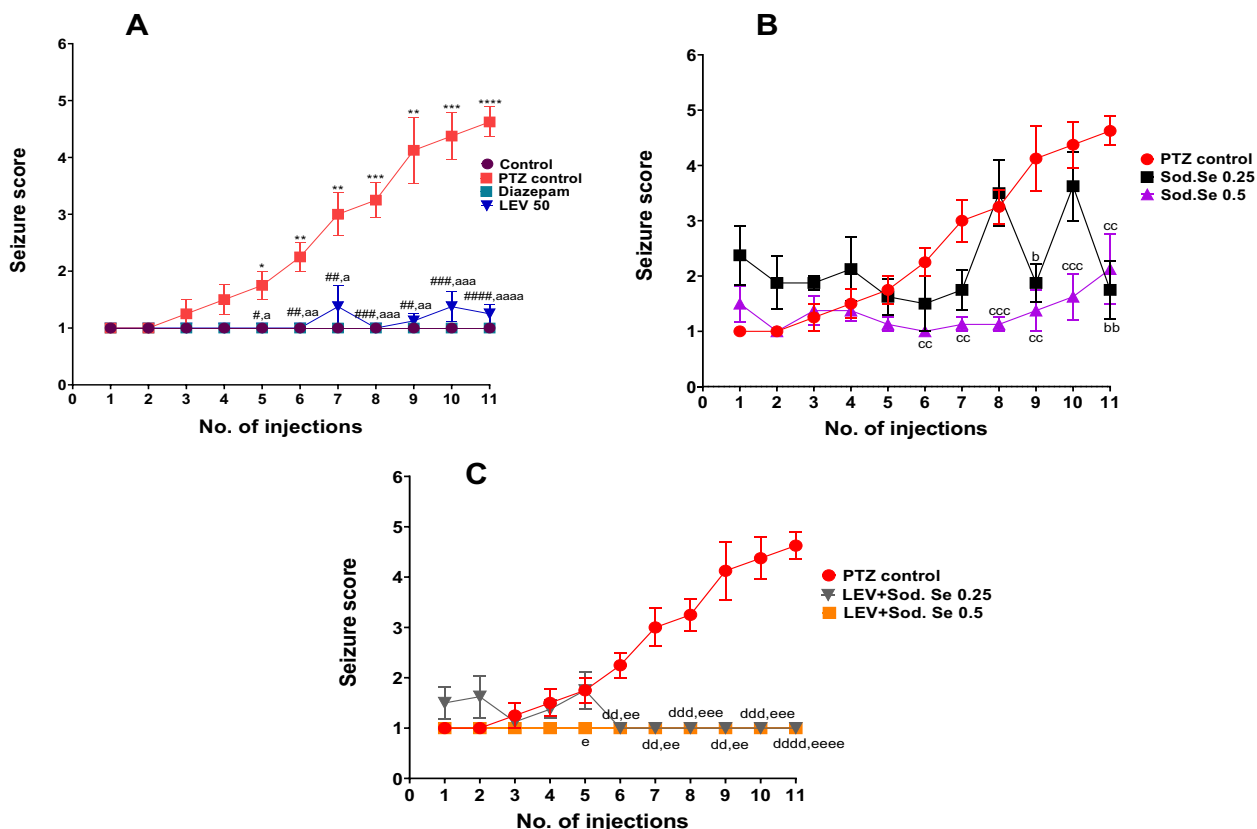 A
Seizure score
6
5
4
3
2
1
0
0 1 2 3 4 5 6 7 8 9 10 11
No. of injections
*
**
**
***
**
***
****
#,a
##,aa
##,a
###,aaa
##,aa
###,aaa
####,aaaa
Control
PTZ control
Diazepam
LEV 50
B
Seizure score
6
5
4
3
2
1
0
0 1 2 3 4 5 6 7 8 9 10 11
No. of injections
cc
cc
ccc
b
cc
ccc
cc
bb
PTZ control
Sod.Se 0.25
Sod.Se 0.5
C
Seizure score
6
5
4
3
2
1
0
0 1 2 3 4 5 6 7 8 9 10 11
No. of injections
e
dd,ee
dd,ee
ddd,eee
dd,ee
ddd,eee
dddd,eeee
PTZ control
LEV+Sod. Se 0.25
LEV+Sod. Se 0.5